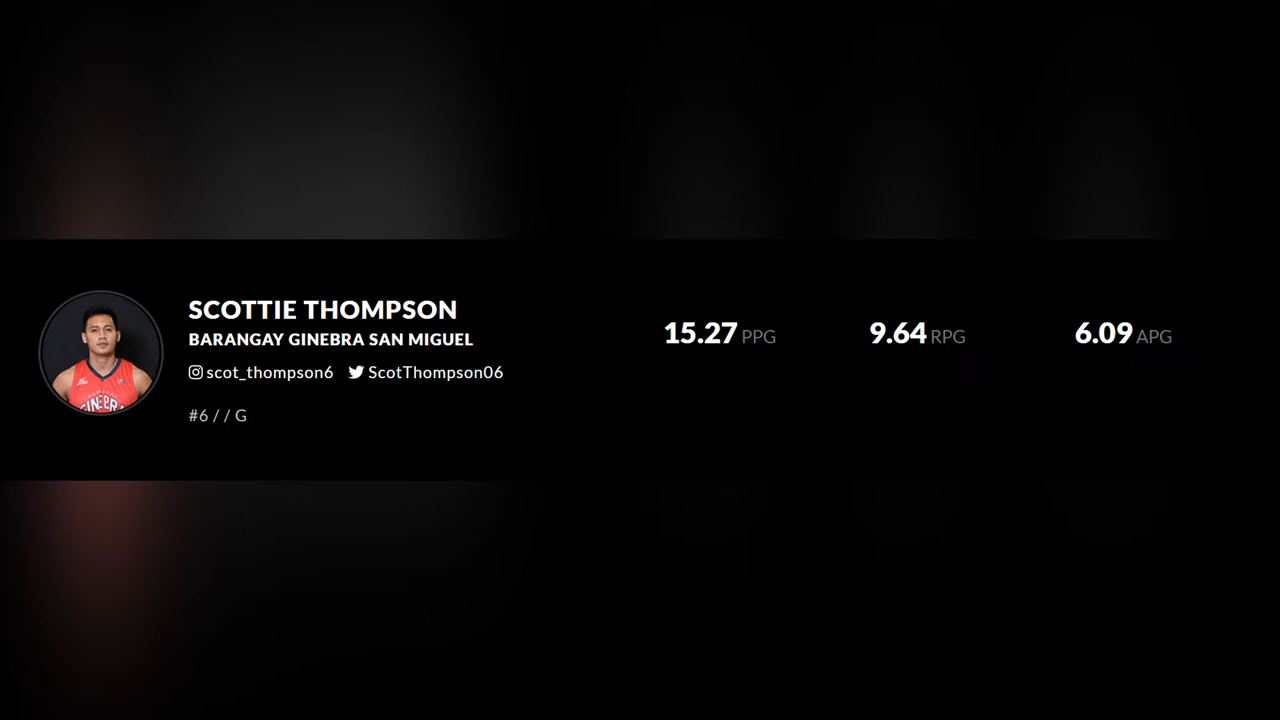 SCOTTIE THOMPSON
BARANGAY GINEBRA SAN MIGUEL
scot_thompson6 ScotThompson06
#6 / / G
15.27 PPG 9.64 RPG 6.09 APG